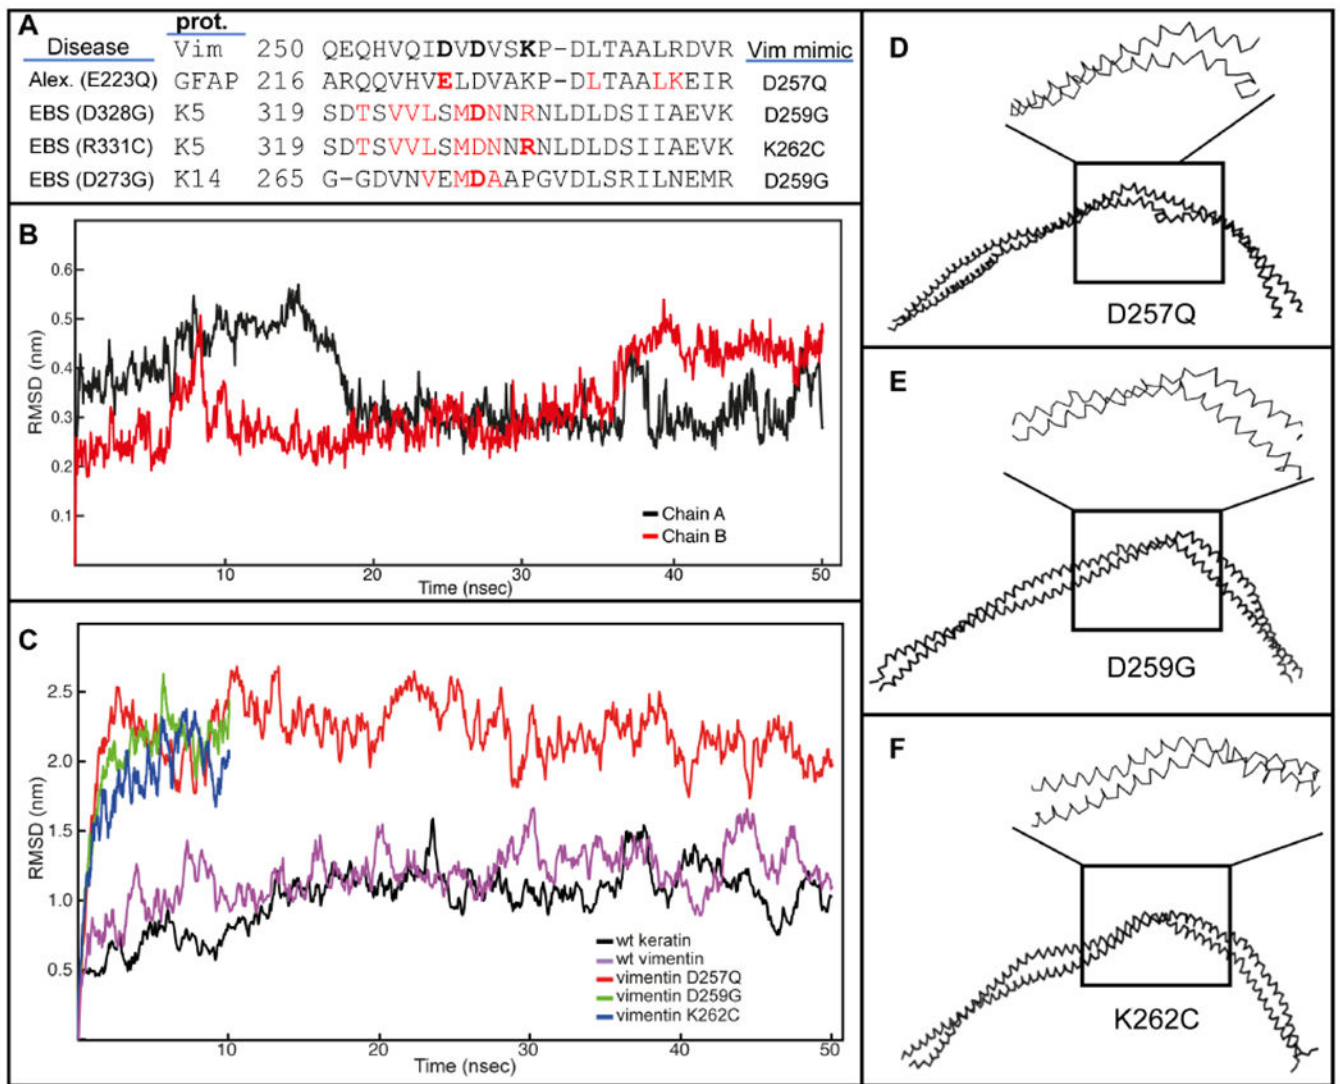 A
prot.
Disease
Vim 250 QEQHVQIDVDVSKP-DLTAALRDVR Vim mimic
Alex. (E223Q) GFAP 216 ARQQVHVELDVAKP-DLTAALKEIR D257Q
EBS (D328G) K5 319 SDTSVVLSMDNNRNLDLDSIIAEVK D259G
EBS (R331C) K5 319 SDTSVVLSMDNNRNLDLDSIIAEVK K262C
EBS (D273G) K14 265 G-GDVNVEMDAAPGVDLSRILNEMR D259G
B
RMSD (nm)
0.6
0.5
0.4
0.3
0.2
0.1
Chain A
Chain B
10 20 30 40 50
Time (nsec)
C
RMSD (nm)
2.5
2.0
1.5
1.0
0.5
wt keratin
wt vimentin
vimentin D257Q
vimentin D259G
vimentin K262C
10 20 30 40 50
Time (nsec)
D
D257Q
E
D259G
F
K262C